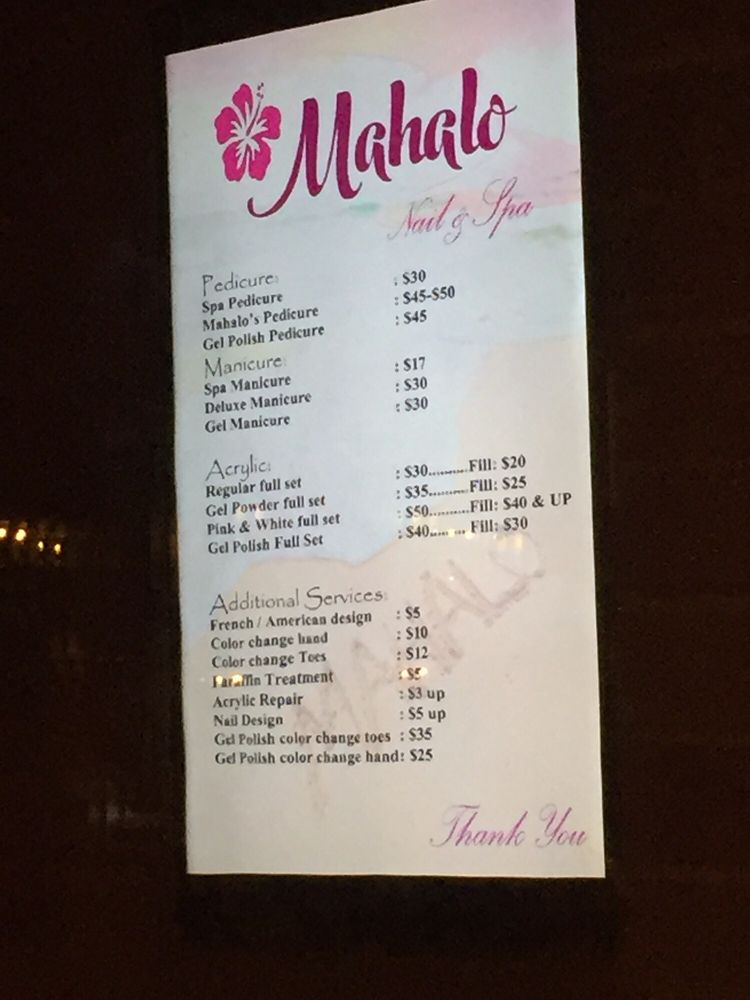 Mahalo
Nail & Spa
Pedicure:
Spa Pedicure : $30
Mahalo's Pedicure : $45-$50
Gel Polish Pedicure : $45
Manicure:
Spa Manicure : $17
Deluxe Manicure : $30
Gel Manicure : $30
Acrylic:
Regular full set : $30..........Fill: $20
Gel Powder full set : $35..........Fill: $25
Pink & White full set : $50..........Fill: $40 & UP
Gel Polish Full Set : $40......... Fill: $30
Additional Services:
French / American design : $5
Color change hand : $10
Color change Toes : $12
Paraffin Treatment : $5
Acrylic Repair : $3 up
Nail Design : $5 up
Gel Polish color change toes : $35
Gel Polish color change hand: $25
MAHALO
Thank You